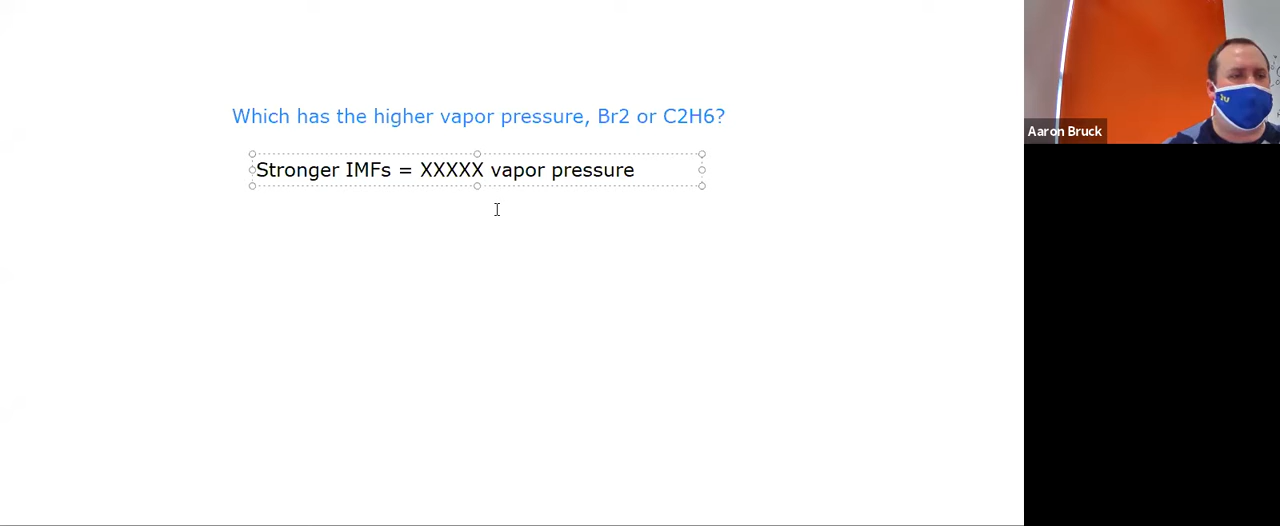 Which has the higher vapor pressure, Br2 or C2H6?
Stronger IMFs = XXXXX vapor pressure
Aaron Bruck